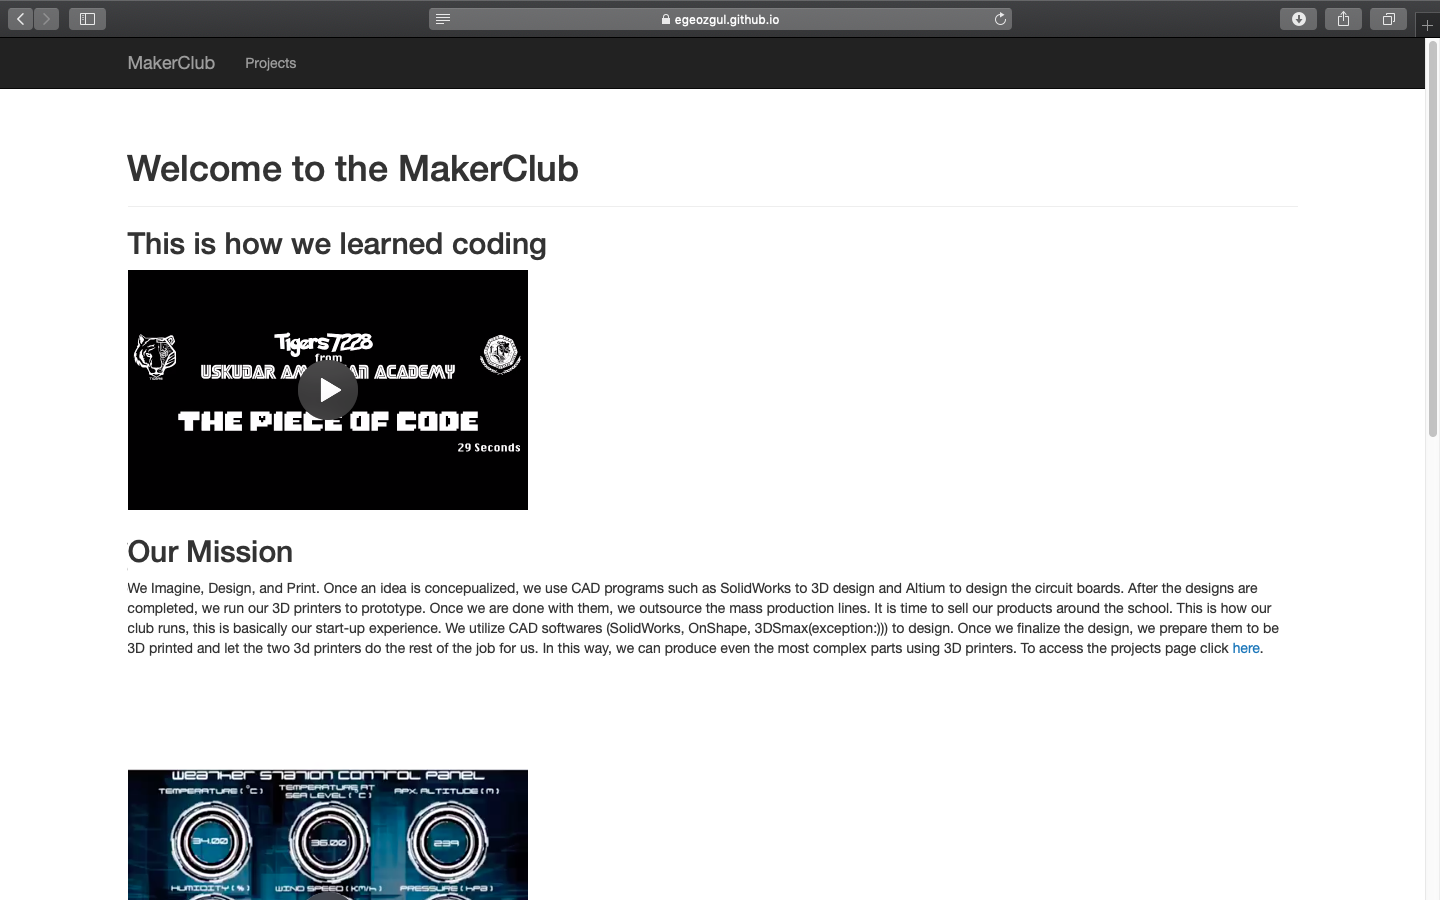 egeozgul.github.io
MakerClub Projects
Welcome to the MakerClub
This is how we learned coding
Tigers7228
from
USKUDAR AM AN ACADEMY
THE PIECE OF CODE
29 Seconds
Our Mission
We Imagine, Design, and Print. Once an idea is concepualized, we use CAD programs such as SolidWorks to 3D design and Altium to design the circuit boards. After the designs are
completed, we run our 3D printers to prototype. Once we are done with them, we outsource the mass production lines. It is time to sell our products around the school. This is how our
club runs, this is basically our start-up experience. We utilize CAD softwares (SolidWorks, OnShape, 3DSmax(exception:))) to design. Once we finalize the design, we prepare them to be
3D printed and let the two 3d printers do the rest of the job for us. In this way, we can produce even the most complex parts using 3D printers. To access the projects page click here.
WEATHER STATION CONTROL PANEL
TEMPERATURE (°C) TEMPERATURE AT SEA LEVEL (°C) APX. ALTITUDE (M)
34.00 36.00 239
HUMIDITY (%) WIND SPEED (KM/H) PRESSURE (HPA)